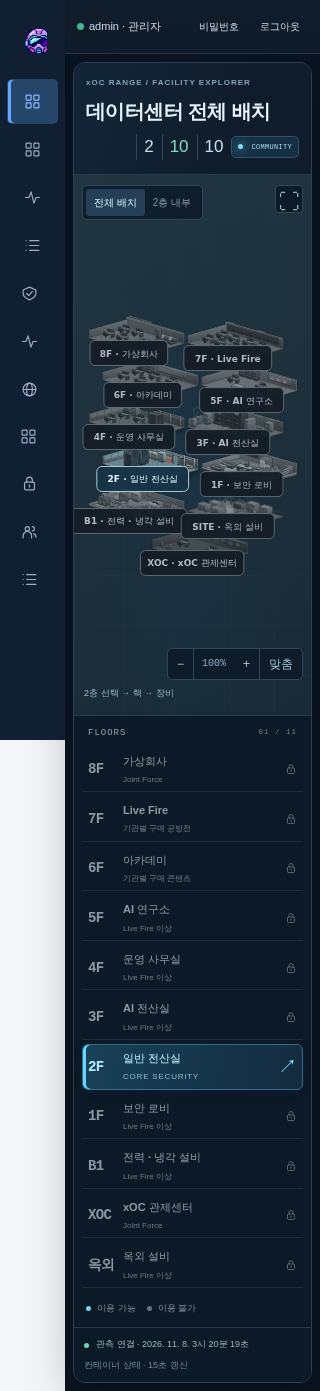 admin · 관리자
비밀번호
로그아웃
xOC RANGE / FACILITY EXPLORER
데이터센터 전체 배치
2
10
10
COMMUNITY
전체 배치
2층 내부
8F · 가상회사
7F · Live Fire
6F · 아카데미
5F · AI 연구소
4F · 운영 사무실
3F · AI 전산실
2F · 일반 전산실
1F · 보안 로비
B1 · 전력 · 냉각 설비
SITE · 옥외 설비
XOC · xOC 관제센터
−
100%
+
맞춤
2층 선택 → 랙 → 장비
FLOORS
01 / 11
8F
가상회사
Joint Force
7F
Live Fire
기관별 구매 공방전
6F
아카데미
기관별 구매 콘텐츠
5F
AI 연구소
Live Fire 이상
4F
운영 사무실
Live Fire 이상
3F
AI 전산실
Live Fire 이상
2F
일반 전산실
CORE SECURITY
1F
보안 로비
Live Fire 이상
B1
전력 · 냉각 설비
Live Fire 이상
XOC
xOC 관제센터
Joint Force
옥외
옥외 설비
Live Fire 이상
이용 가능
이용 불가
관측 연결 · 2026. 11. 8. 3시 20분 19초
컨테이너 상태 · 15초 갱신